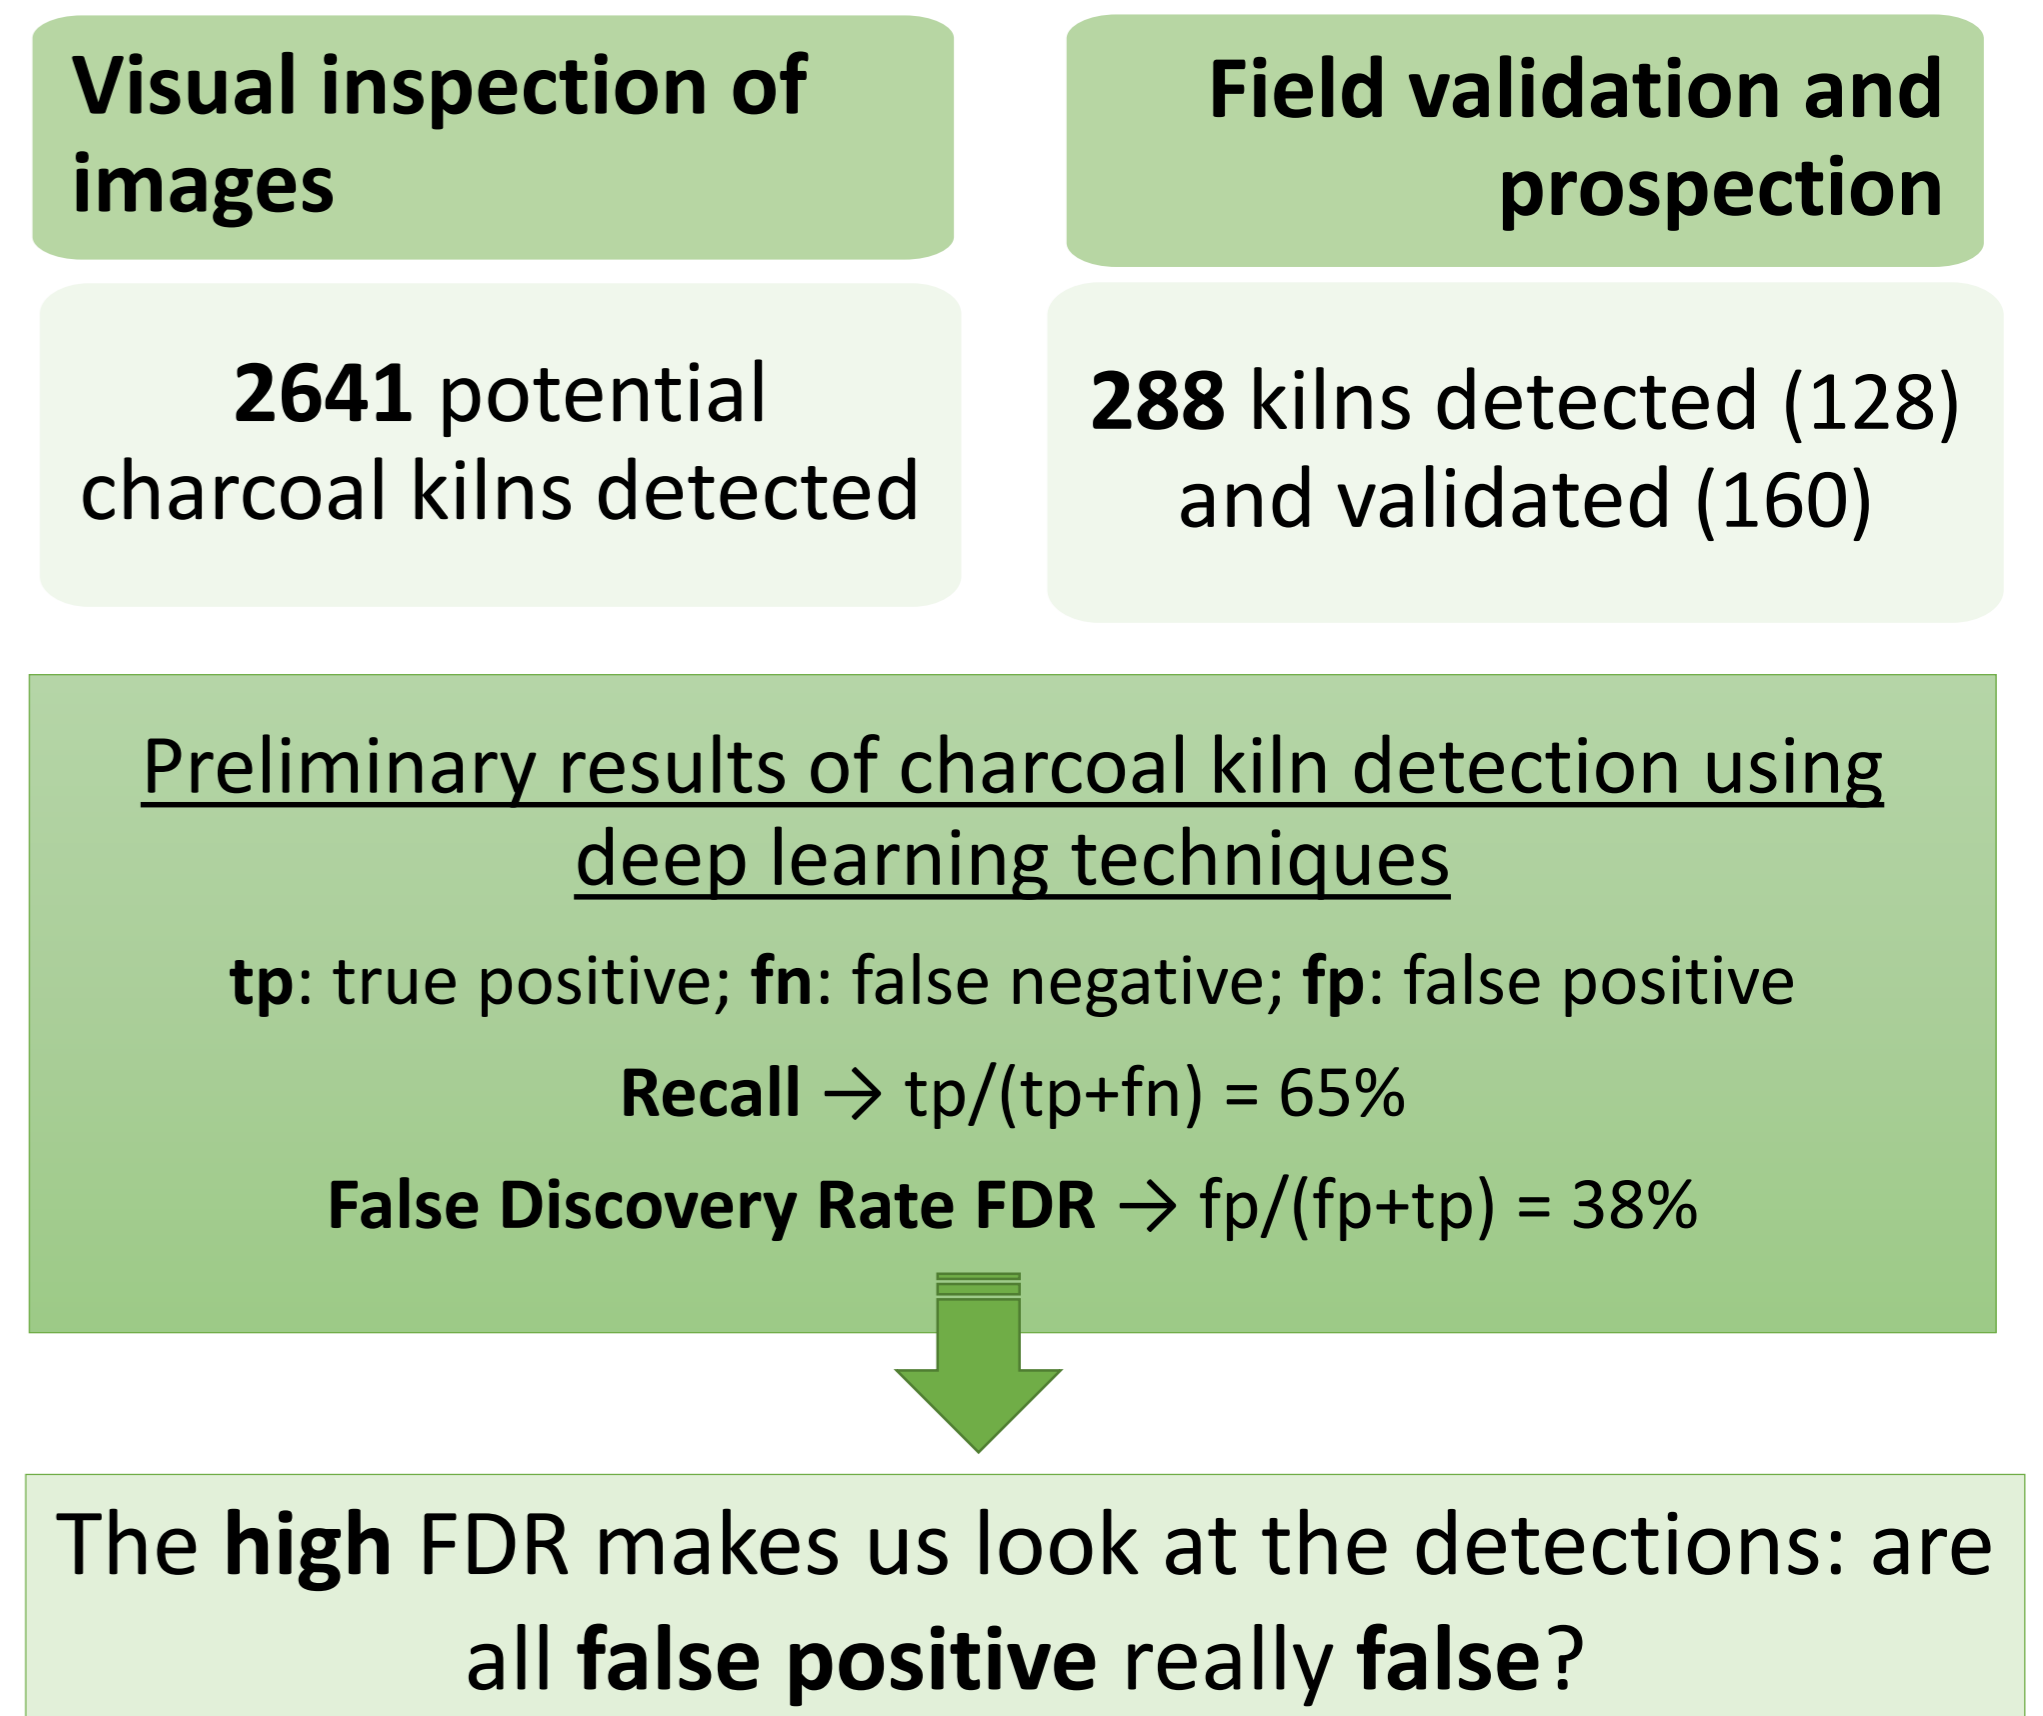 Visual inspection of
images
Field validation and
prospection
2641 potential
charcoal kilns detected
288 kilns detected (128)
and validated (160)
Preliminary results of charcoal kiln detection using
deep learning techniques
tp: true positive; fn: false negative; fp: false positive
Recall → tp/(tp+fn) = 65%
False Discovery Rate FDR → fp/(fp+tp) = 38%
The high FDR makes us look at the detections: are
all false positive really false?